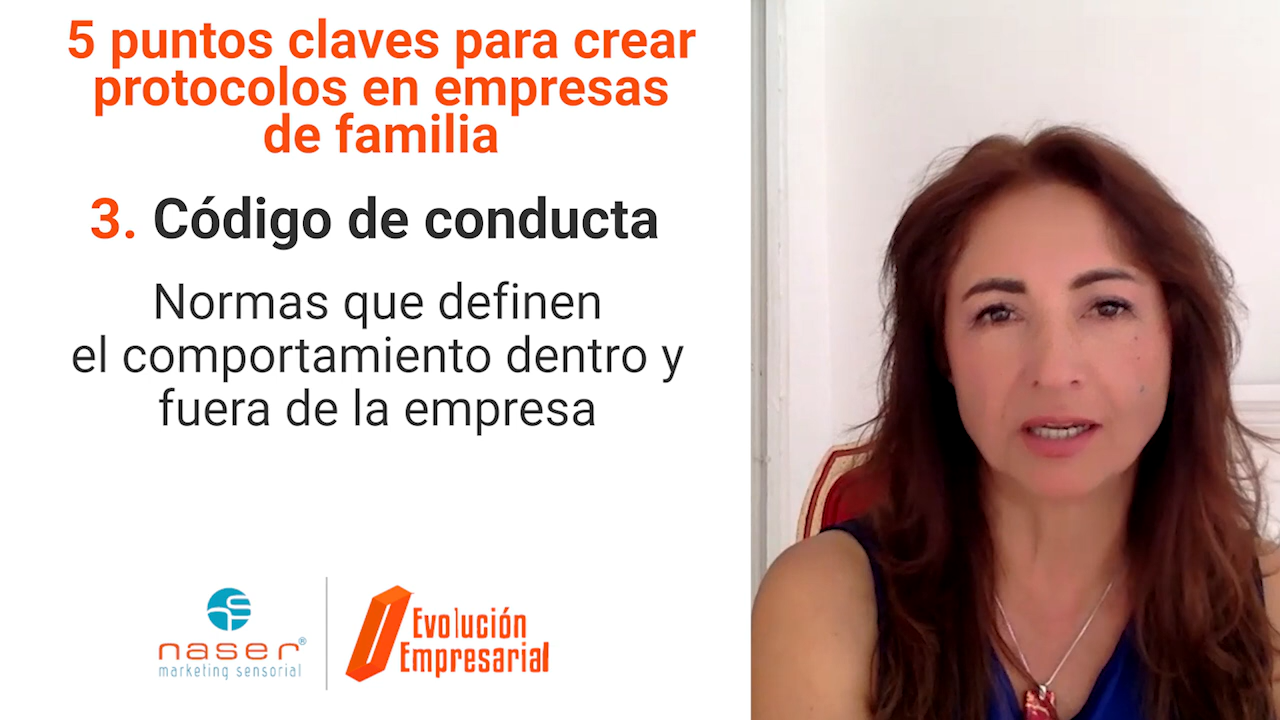 5 puntos claves para crear
protocolos en empresas
de familia
3. Código de conducta
Normas que definen
el comportamiento dentro y
fuera de la empresa
naser®
marketing sensorial
Evolución
Empresarial